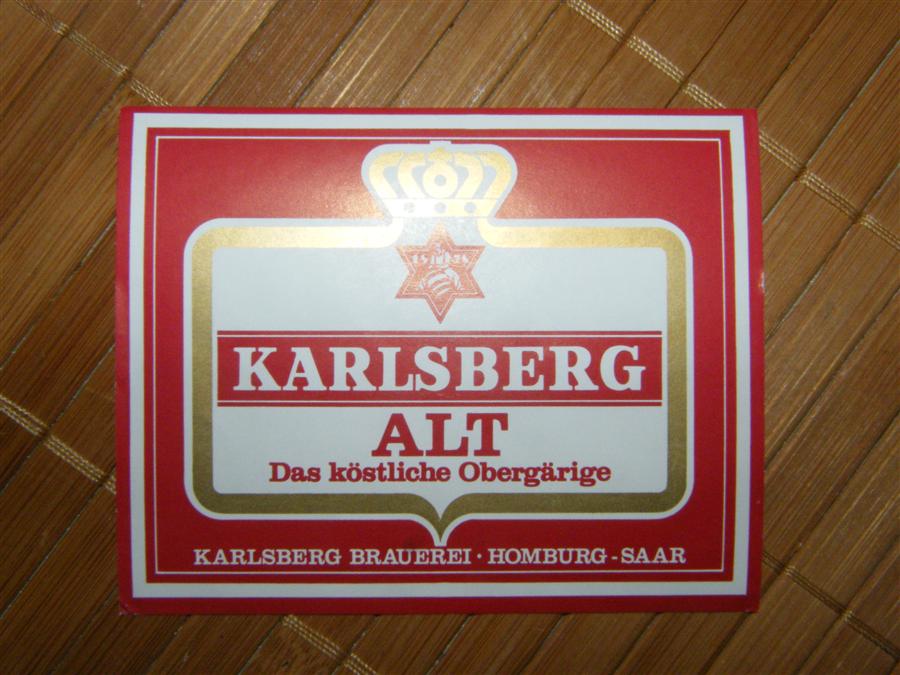 KARLSBERG
ALT
Das köstliche Obergärige
KARLSBERG BRAUEREI · HOMBURG - SAAR